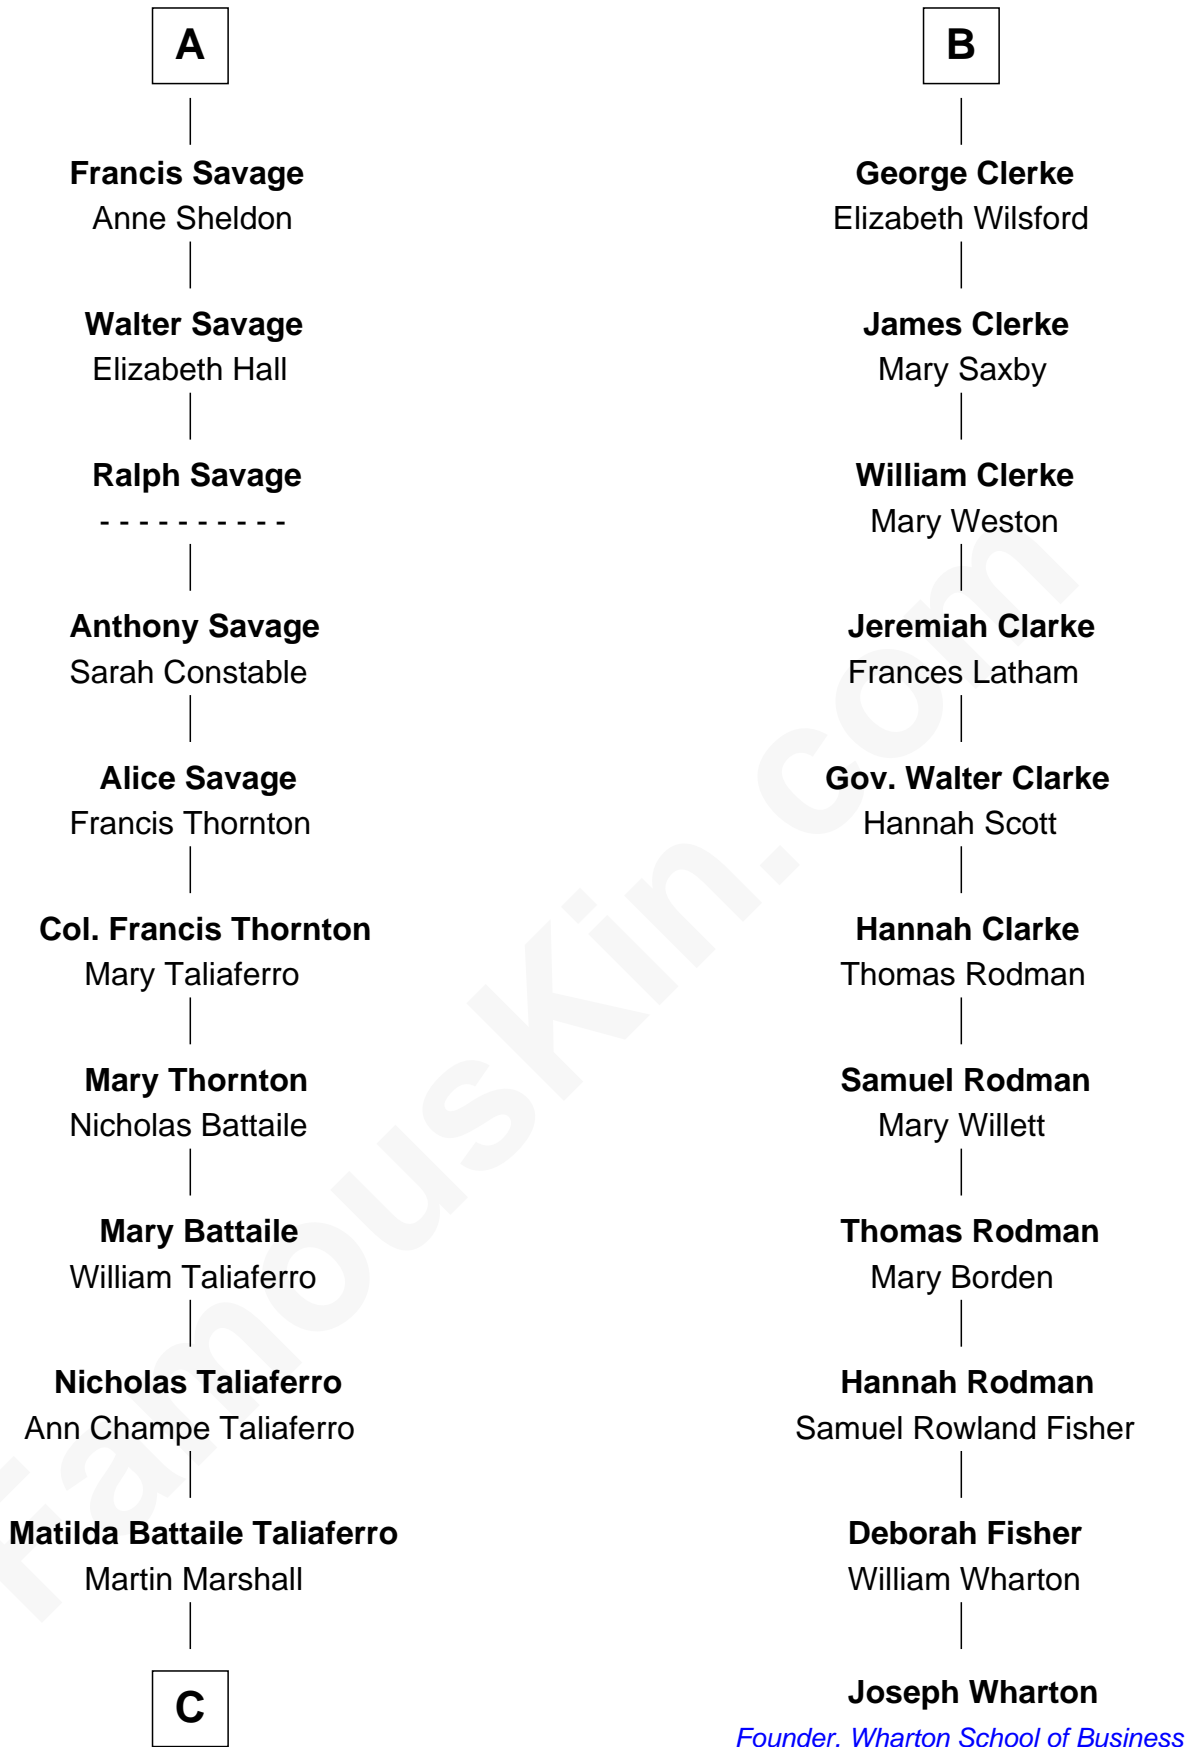 A
Francis Savage
Anne Sheldon
Walter Savage
Elizabeth Hall
Ralph Savage
- - - - - - - - - -
Anthony Savage
Sarah Constable
Alice Savage
Francis Thornton
Col. Francis Thornton
Mary Taliaferro
Mary Thornton
Nicholas Battaile
Mary Battaile
William Taliaferro
Nicholas Taliaferro
Ann Champe Taliaferro
Matilda Battaile Taliaferro
Martin Marshall
C
B
George Clerke
Elizabeth Wilsford
James Clerke
Mary Saxby
William Clerke
Mary Weston
Jeremiah Clarke
Frances Latham
Gov. Walter Clarke
Hannah Scott
Hannah Clarke
Thomas Rodman
Samuel Rodman
Mary Willett
Thomas Rodman
Mary Borden
Hannah Rodman
Samuel Rowland Fisher
Deborah Fisher
William Wharton
Joseph Wharton
Founder, Wharton School of Business
FamousKin.com